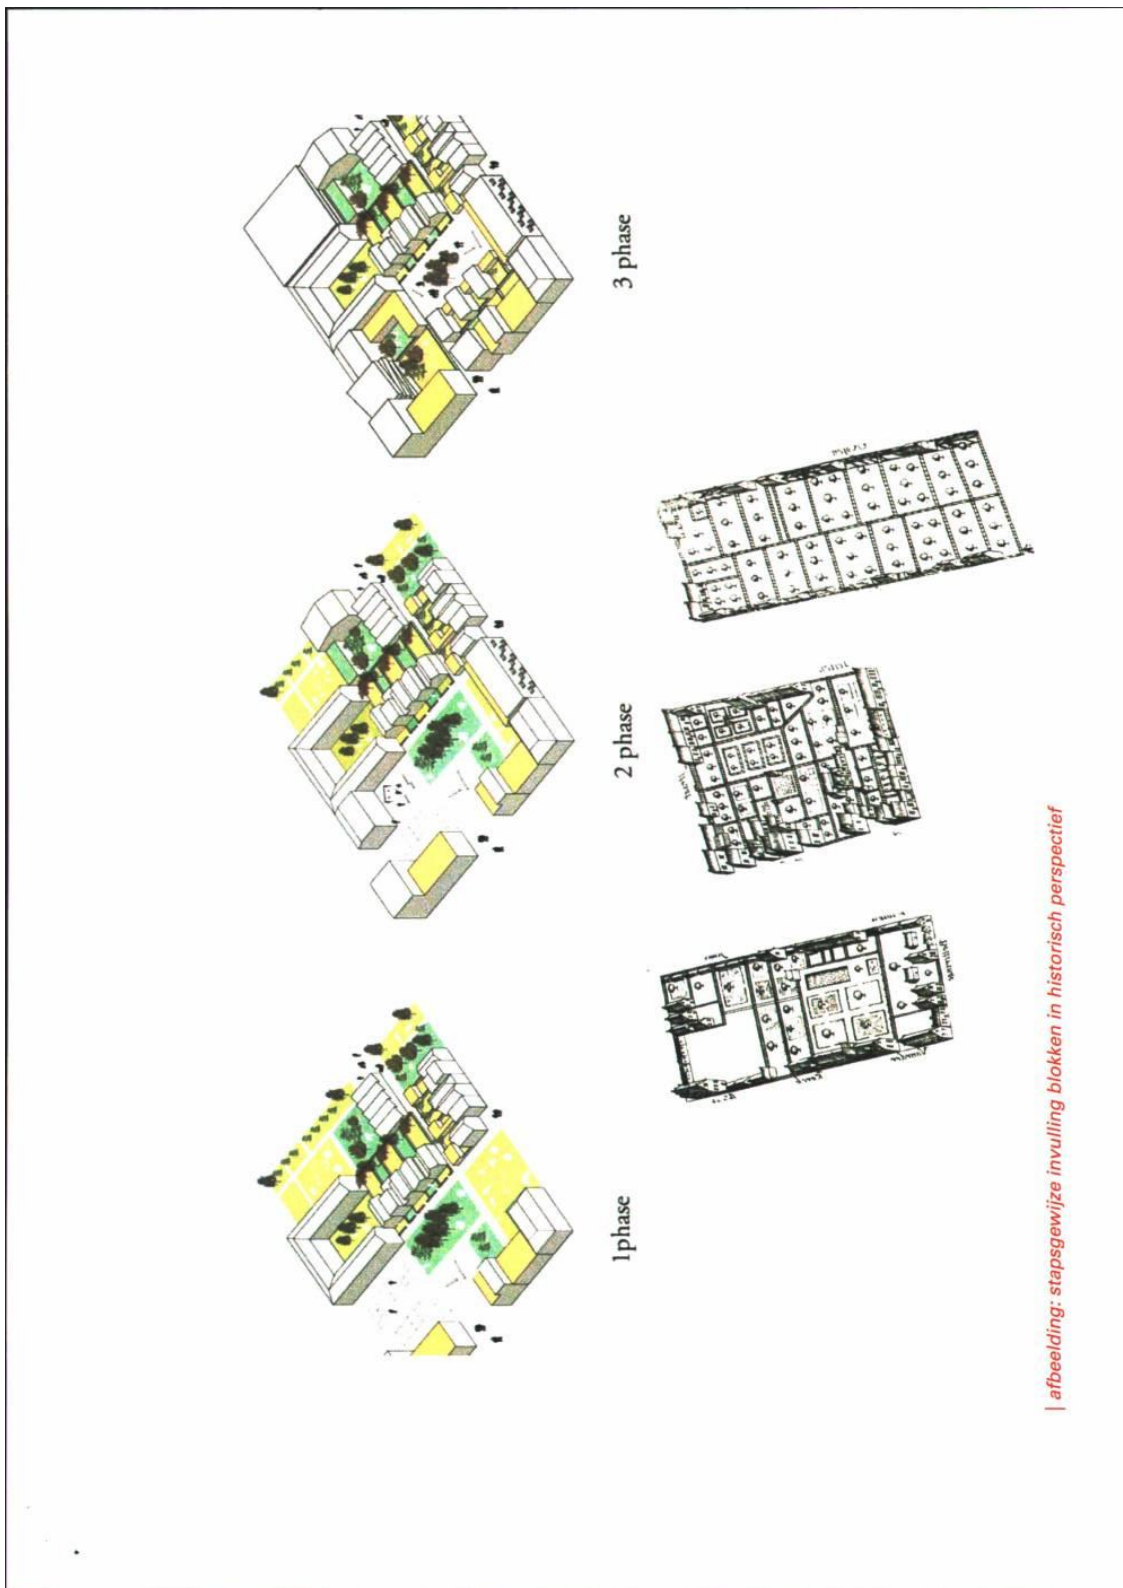 1phase
2 phase
3 phase
| afbeelding: stapsgewijze invulling blokken in historisch perspectief